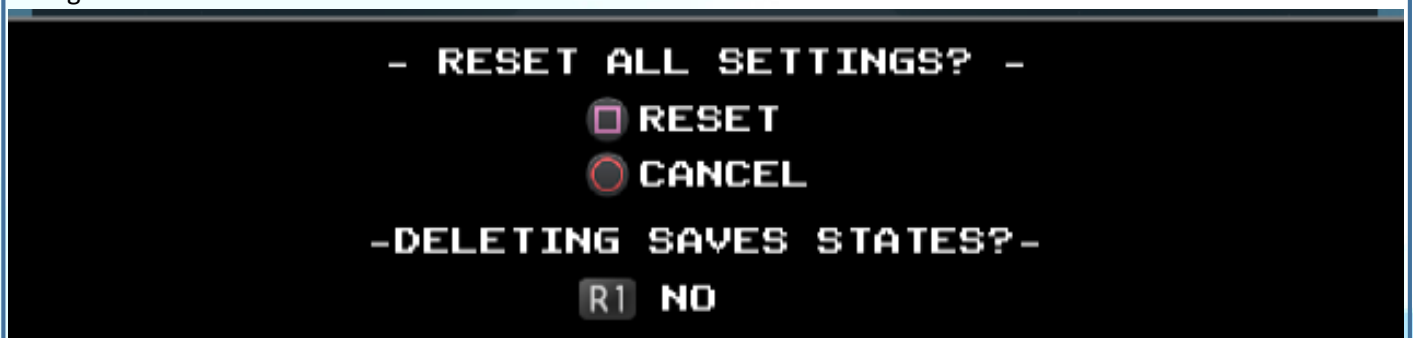 - RESET ALL SETTINGS? -
RESET
CANCEL
-DELETING SAVES STATES?-
R1 NO